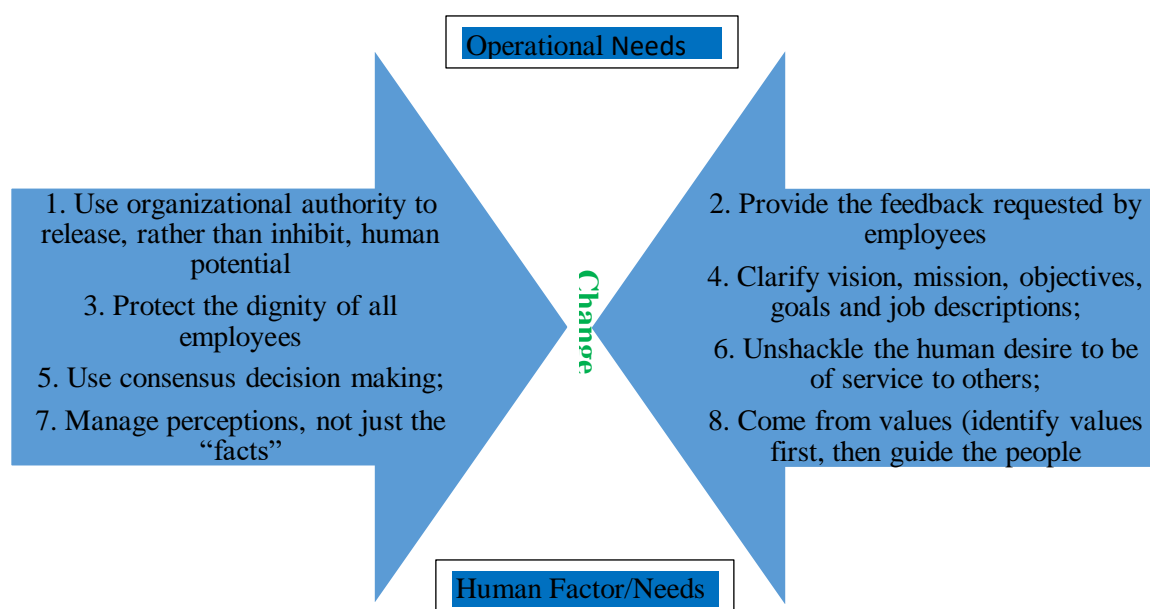 Operational Needs
1. Use organizational authority to
release, rather than inhibit, human
potential
3. Protect the dignity of all
employees
5. Use consensus decision making;
7. Manage perceptions, not just the
“facts”
Change
2. Provide the feedback requested by
employees
4. Clarify vision, mission, objectives,
goals and job descriptions;
6. Unshackle the human desire to be
of service to others;
8. Come from values (identify values
first, then guide the people
Human Factor/Needs